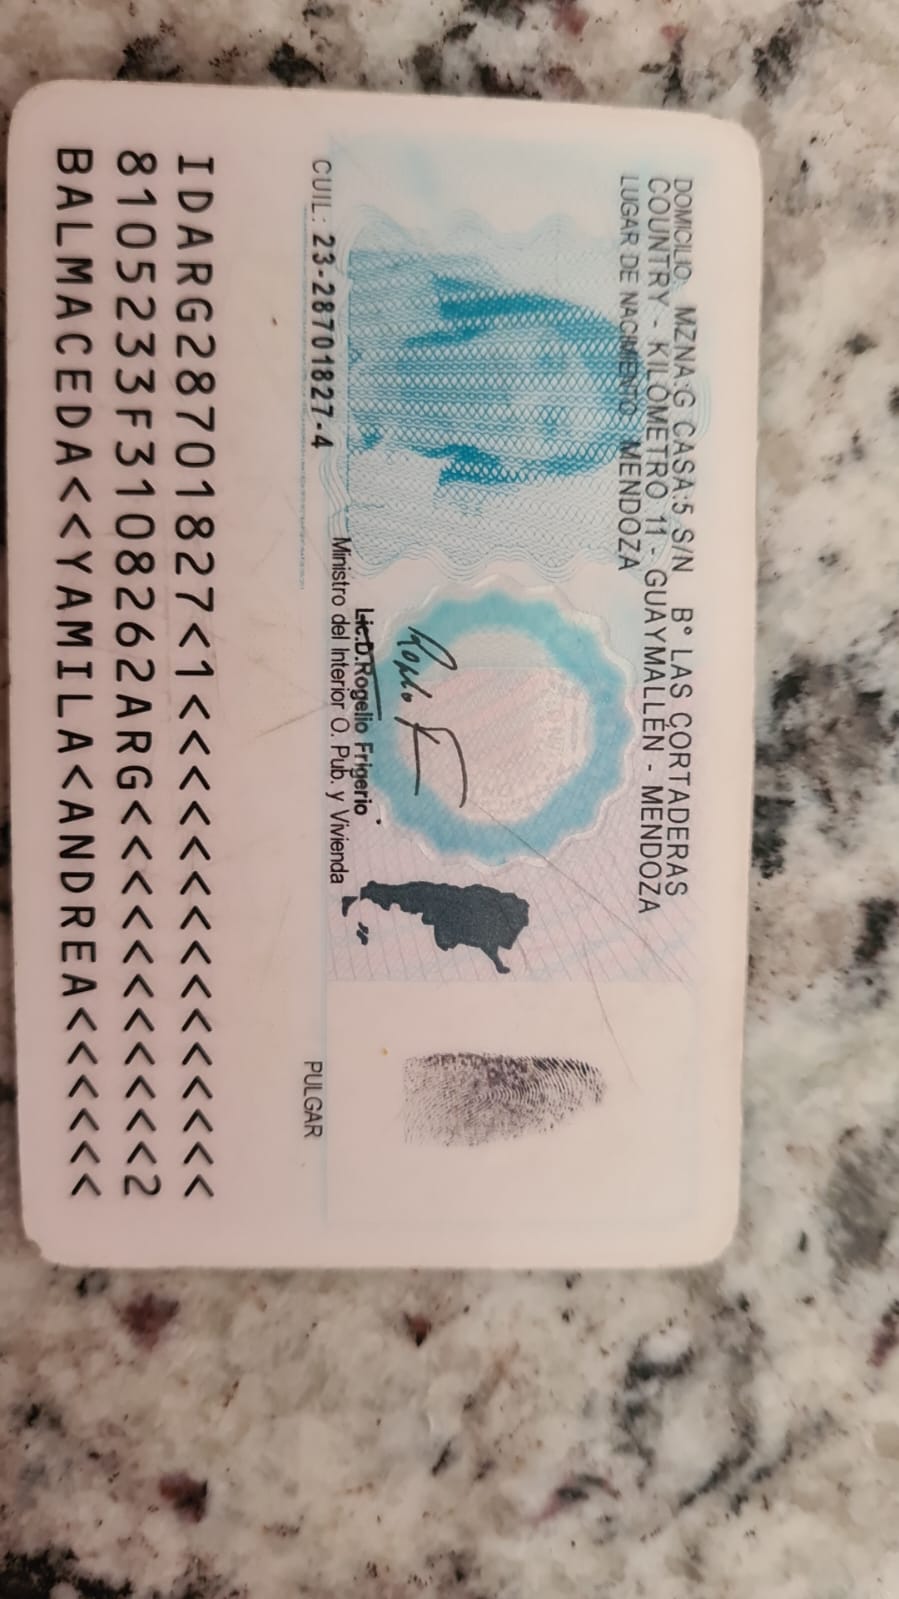 DOMICILIO: MZNA:G CASA:5 S/N B° LAS CORTADERAS
COUNTRY - KILÓMETRO 11 - GUAYMALLÉN - MENDOZA
LUGAR DE NACIMIENTO: MENDOZA
Lic.D.Rogelio Frigerio
Ministro del Interior O. Pub. y Vivienda
CUIL: 23-28701827-4
PULGAR
IDARG28701827<1<<<<<<<<<<<<<<<
8105233F3108262ARG<<<<<<<<<<<2
BALMACEDA<<YAMILA<ANDREA<<<<<<